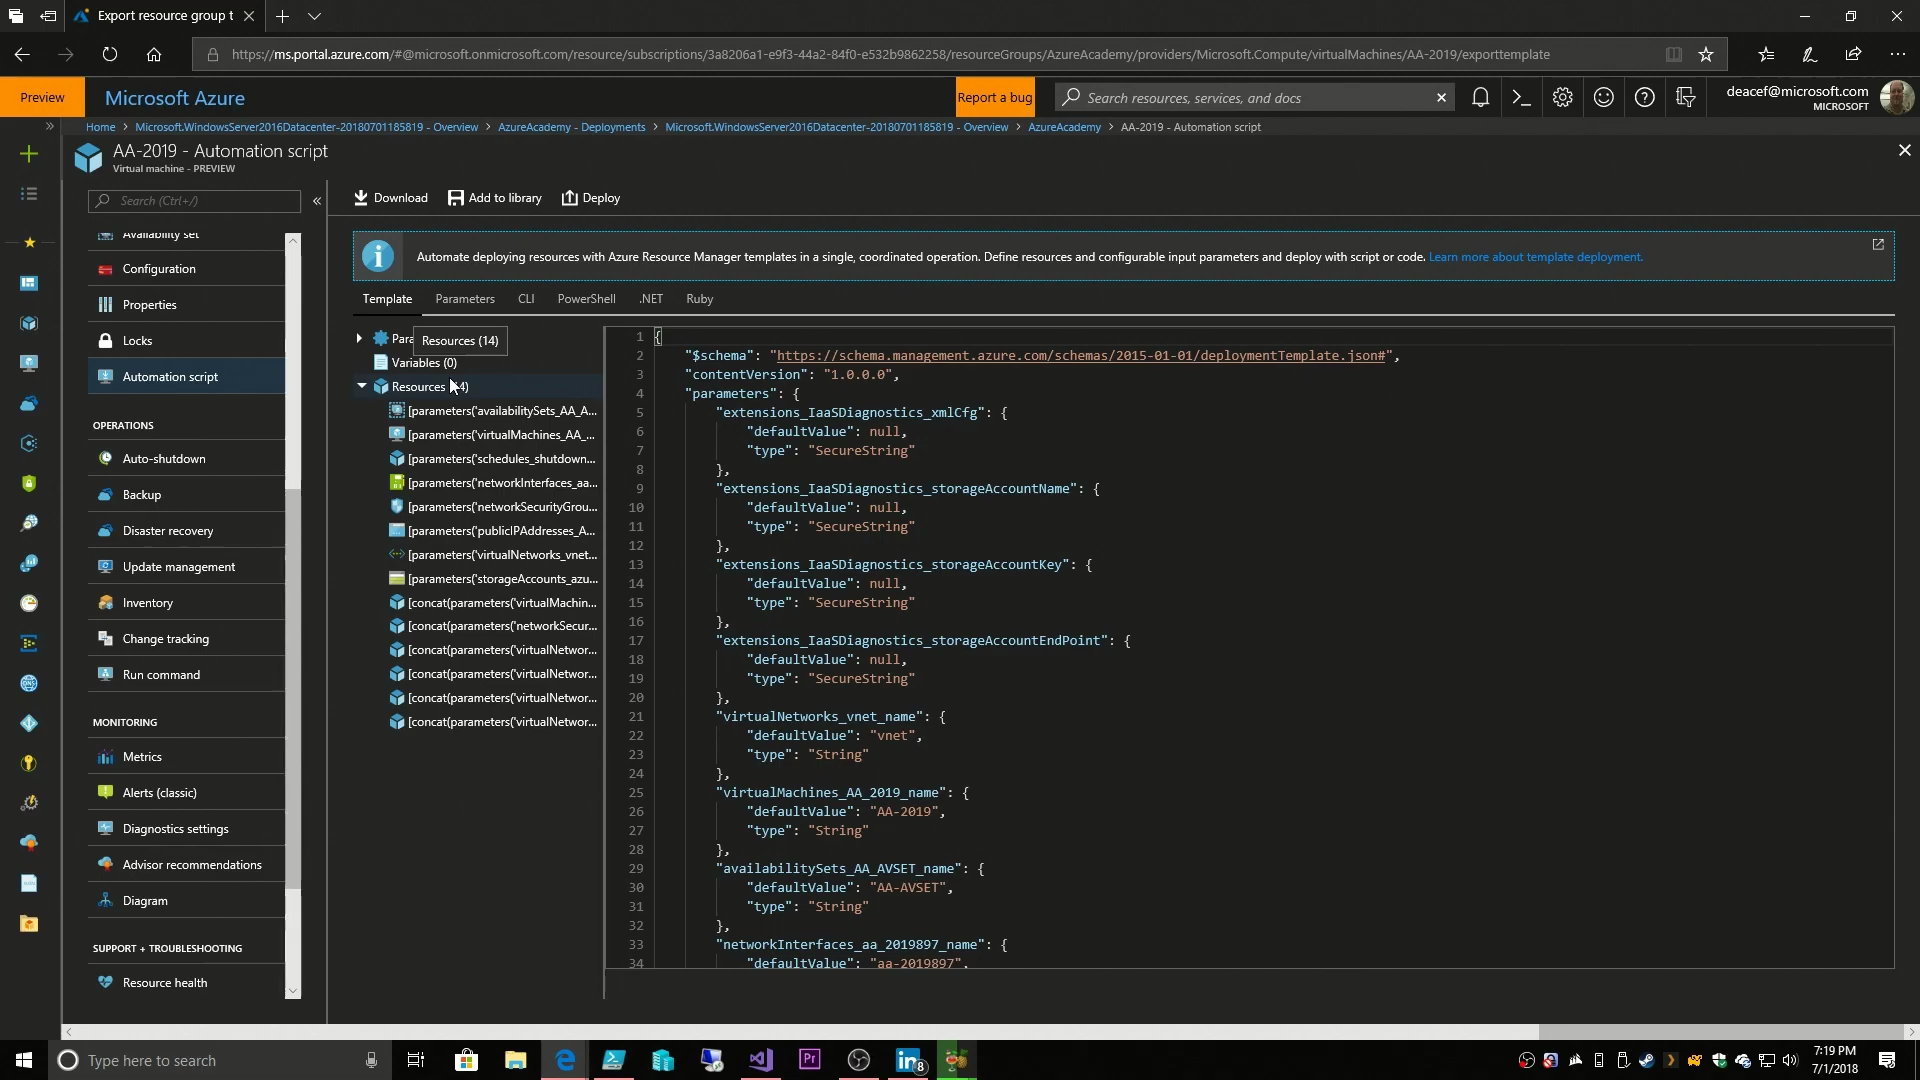 Export resource group t
https://ms.portal.azure.com/#@microsoft.onmicrosoft.com/resource/subscriptions/3a8206a1-e9f3-44a2-84f0-e532b9862258/resourceGroups/AzureAcademy/providers/Microsoft.Compute/virtualMachines/AA-2019/exporttemplate
Preview
Microsoft Azure
Report a bug
Search resources, services, and docs
deacef@microsoft.com
MICROSOFT
Home > Microsoft.WindowsServer2016Datacenter-20180701185819 - Overview > AzureAcademy - Deployments > Microsoft.WindowsServer2016Datacenter-20180701185819 - Overview > AzureAcademy > AA-2019 - Automation script
AA-2019 - Automation script
Virtual machine - PREVIEW
Search (Ctrl+/)
Availability set
Configuration
Properties
Locks
Automation script
OPERATIONS
Auto-shutdown
Backup
Disaster recovery
Update management
Inventory
Change tracking
Run command
MONITORING
Metrics
Alerts (classic)
Diagnostics settings
Advisor recommendations
Diagram
SUPPORT + TROUBLESHOOTING
Resource health
Download
Add to library
Deploy
Automate deploying resources with Azure Resource Manager templates in a single, coordinated operation. Define resources and configurable input parameters and deploy with script or code. Learn more about template deployment.
Template
Parameters
CLI
PowerShell
.NET
Ruby
Para
Resources (14)
Variables (0)
Resources 4)
[parameters('availabilitySets_AA_A...
[parameters('virtualMachines_AA_...
[parameters('schedules_shutdown...
[parameters('networkInterfaces_aa...
[parameters('networkSecurityGrou...
[parameters('publicIPAddresses_A...
[parameters('virtualNetworks_vnet...
[parameters('storageAccounts_azu...
[concat(parameters('virtualMachin...
[concat(parameters('networkSecur...
[concat(parameters('virtualNetwor...
[concat(parameters('virtualNetwor...
[concat(parameters('virtualNetwor...
[concat(parameters('virtualNetwor...
1 {
2 "$schema": "https://schema.management.azure.com/schemas/2015-01-01/deploymentTemplate.json#",
3 "contentVersion": "1.0.0.0",
4 "parameters": {
5 "extensions_IaaSDiagnostics_xmlCfg": {
6 "defaultValue": null,
7 "type": "SecureString"
8 },
9 "extensions_IaaSDiagnostics_storageAccountName": {
10 "defaultValue": null,
11 "type": "SecureString"
12 },
13 "extensions_IaaSDiagnostics_storageAccountKey": {
14 "defaultValue": null,
15 "type": "SecureString"
16 },
17 "extensions_IaaSDiagnostics_storageAccountEndPoint": {
18 "defaultValue": null,
19 "type": "SecureString"
20 },
21 "virtualNetworks_vnet_name": {
22 "defaultValue": "vnet",
23 "type": "String"
24 },
25 "virtualMachines_AA_2019_name": {
26 "defaultValue": "AA-2019",
27 "type": "String"
28 },
29 "availabilitySets_AA_AVSET_name": {
30 "defaultValue": "AA-AVSET",
31 "type": "String"
32 },
33 "networkInterfaces_aa_2019897_name": {
34 "defaultValue": "aa-2019897",
Type here to search
Pr
in 8
7:19 PM
7/1/2018